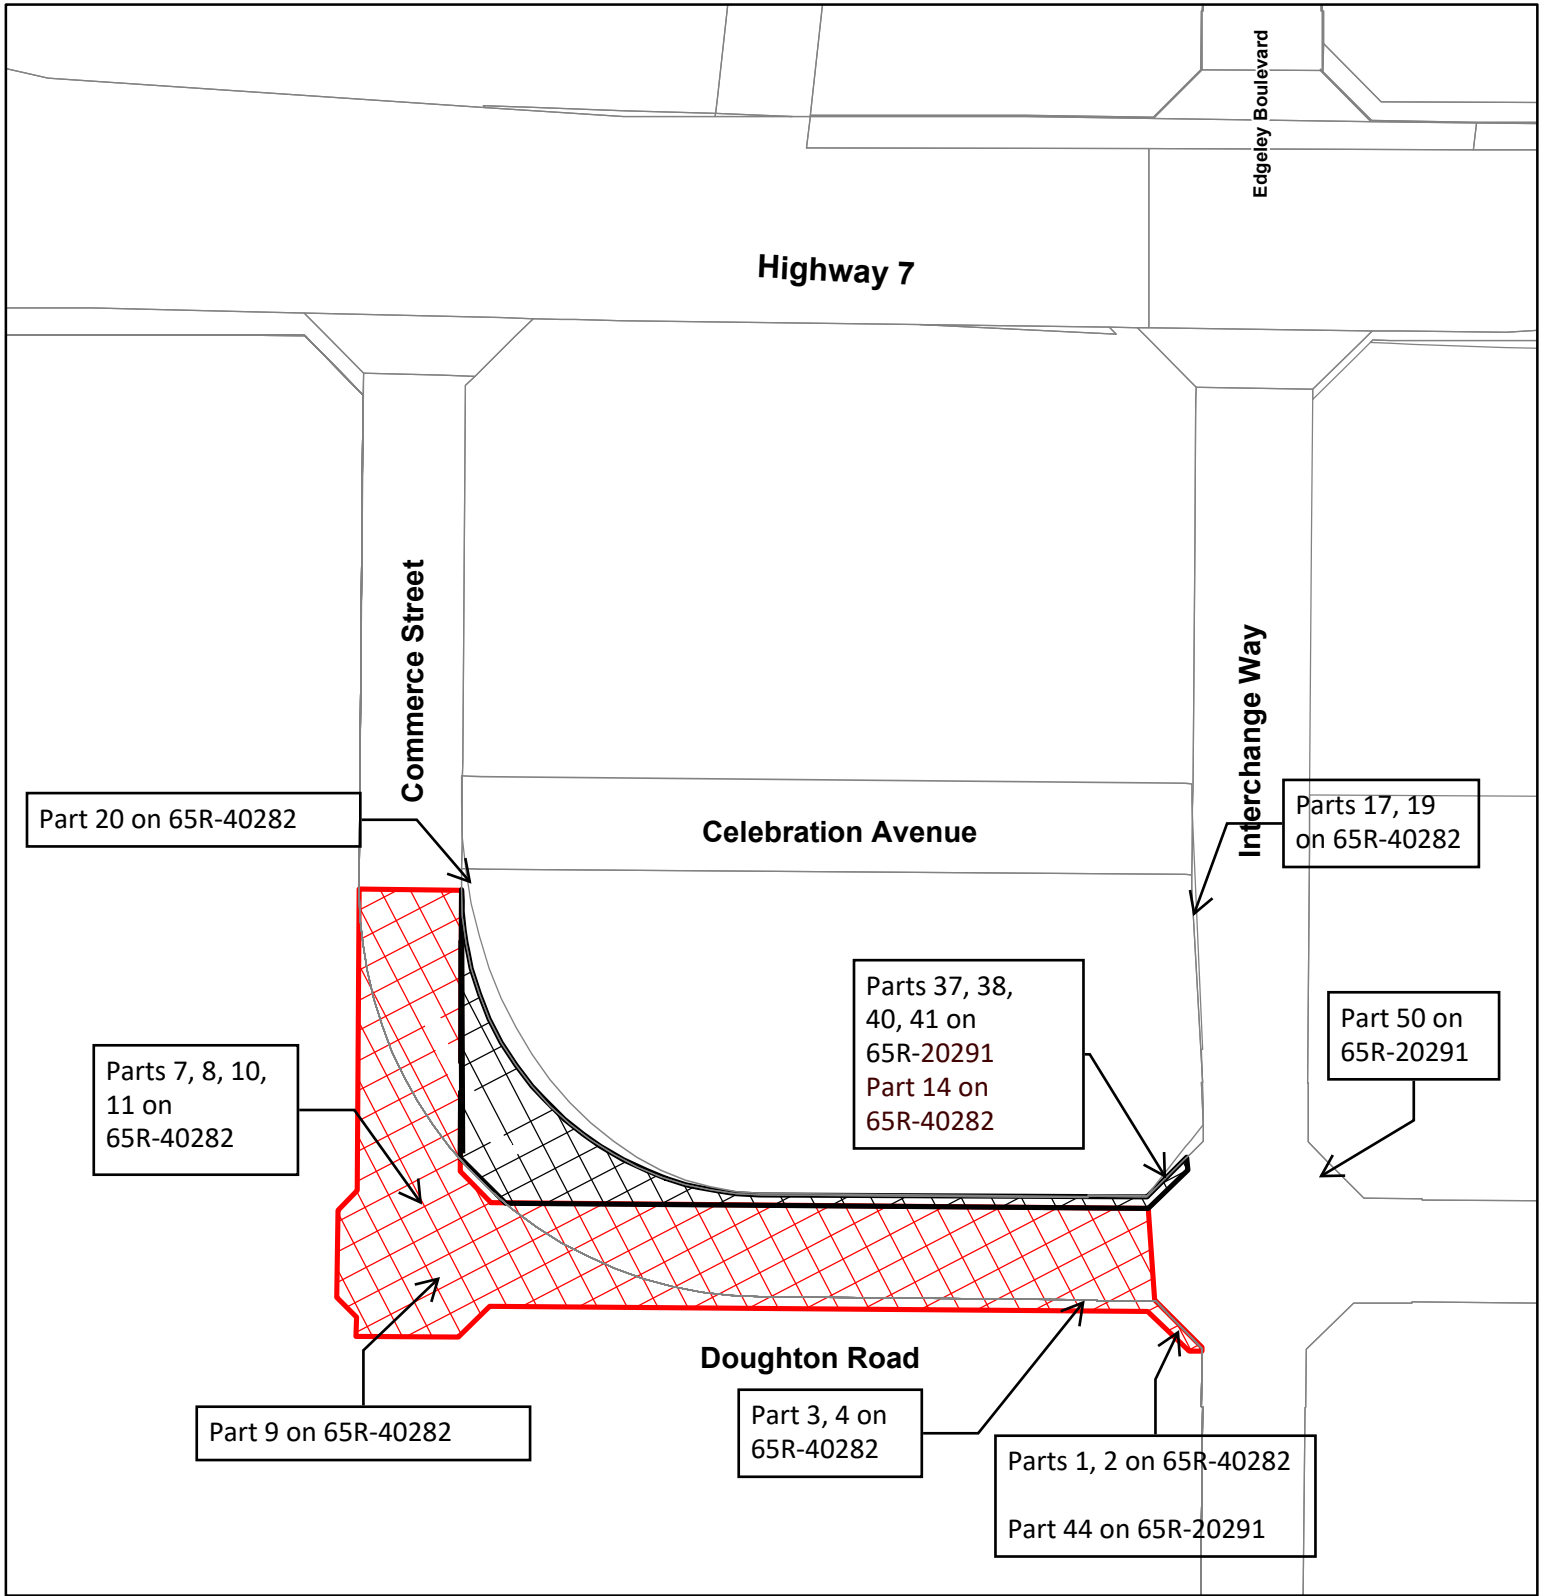 Edgeley Boulevard
Highway 7
Commerce Street
Interchange Way
Part 20 on 65R-40282
Celebration Avenue
Parts 17, 19
on 65R-40282
Parts 37, 38,
40, 41 on
65R-20291
Part 14 on
65R-40282
Part 50 on
65R-20291
Parts 7, 8, 10,
11 on
65R-40282
Doughton Road
Part 9 on 65R-40282
Part 3, 4 on
65R-40282
Parts 1, 2 on 65R-40282
Part 44 on 65R-20291